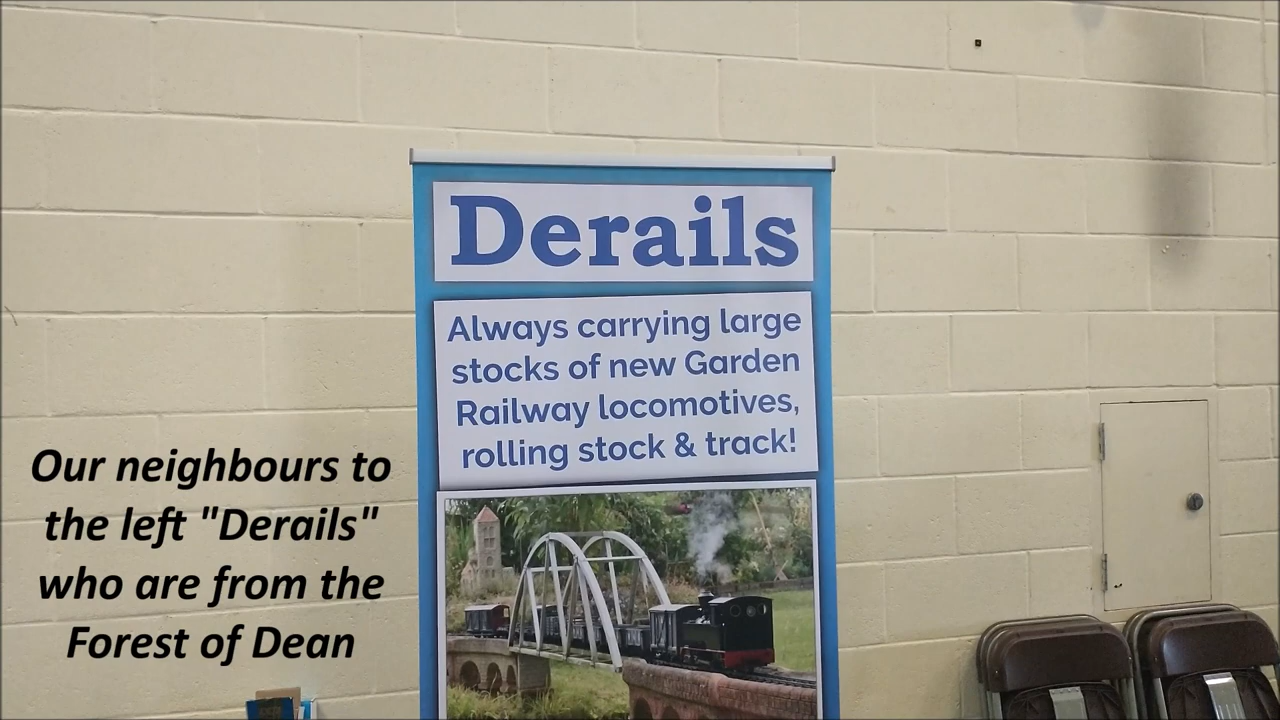 Derails
Always carrying large
stocks of new Garden
Railway locomotives,
rolling stock & track!
Our neighbours to
the left "Derails"
who are from the
Forest of Dean